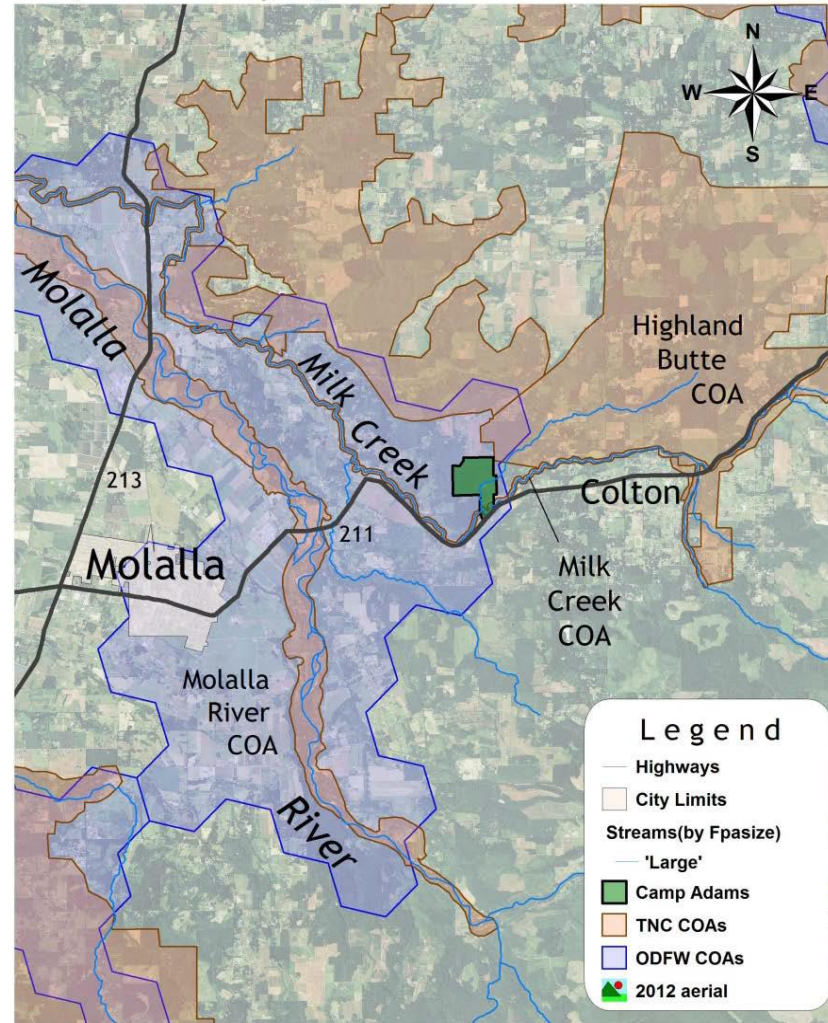 N
W
E
S
Molalla
Milk
Creek
Highland
Butte
COA
213
211
Colton
Molalla
Milk
Creek
COA
Molalla
River
COA
River
Legend
Highways
City Limits
Streams(by Fpasize)
'Large'
Camp Adams
TNC COAs
ODFW COAs
2012 aerial